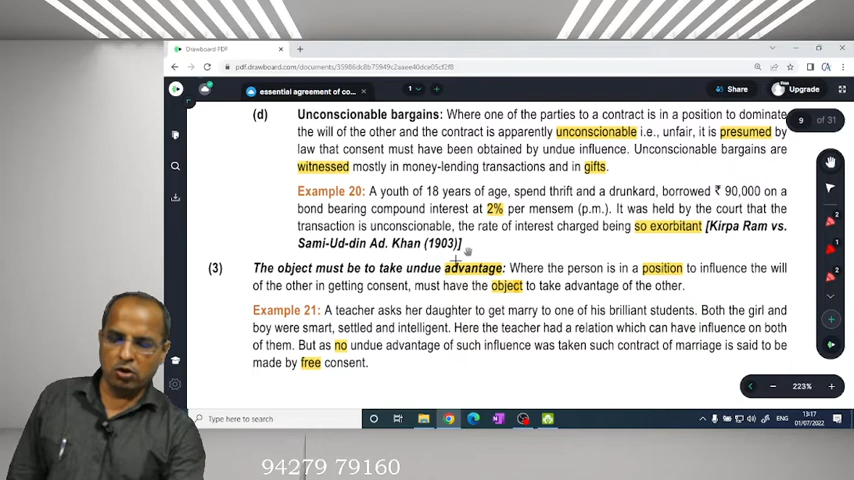 Drawboard PDF
pdf.drawboard.com/documents/35986dc8b75949c2aaee40dce05cf2f8
essential agreement of co...
1
Share
Upgrade
9 of 31
(d) Unconscionable bargains: Where one of the parties to a contract is in a position to dominate
the will of the other and the contract is apparently unconscionable i.e., unfair, it is presumed by
law that consent must have been obtained by undue influence. Unconscionable bargains are
witnessed mostly in money-lending transactions and in gifts.
Example 20: A youth of 18 years of age, spend thrift and a drunkard, borrowed ₹ 90,000 on a
bond bearing compound interest at 2% per mensem (p.m.). It was held by the court that the
transaction is unconscionable, the rate of interest charged being so exorbitant [Kirpa Ram vs.
Sami-Ud-din Ad. Khan (1903)]
(3) The object must be to take undue advantage: Where the person is in a position to influence the will
of the other in getting consent, must have the object to take advantage of the other.
Example 21: A teacher asks her daughter to get marry to one of his brilliant students. Both the girl and
boy were smart, settled and intelligent. Here the teacher had a relation which can have influence on both
of them. But as no undue advantage of such influence was taken such contract of marriage is said to be
made by free consent.
223%
Type here to search
ENG
13:17
01/07/2022
94279 79160